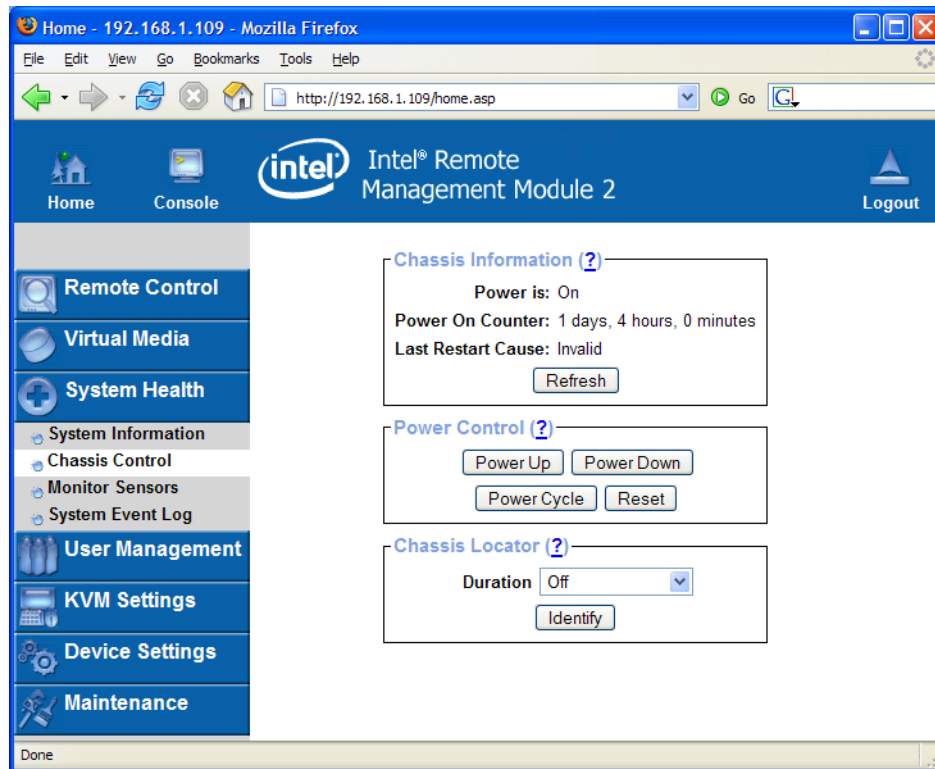 Home - 192.168.1.109 - Mozilla Firefox
File Edit View Go Bookmarks Tools Help
http://192.168.1.109/home.asp Go G
Home Console intel® Intel® Remote Management Module 2 Logout
Remote Control
Virtual Media
System Health
System Information
Chassis Control
Monitor Sensors
System Event Log
User Management
KVM Settings
Device Settings
Maintenance
Chassis Information (?)
Power is: On
Power On Counter: 1 days, 4 hours, 0 minutes
Last Restart Cause: Invalid
Refresh
Power Control (?)
Power Up Power Down
Power Cycle Reset
Chassis Locator (?)
Duration Off
Identify
Done